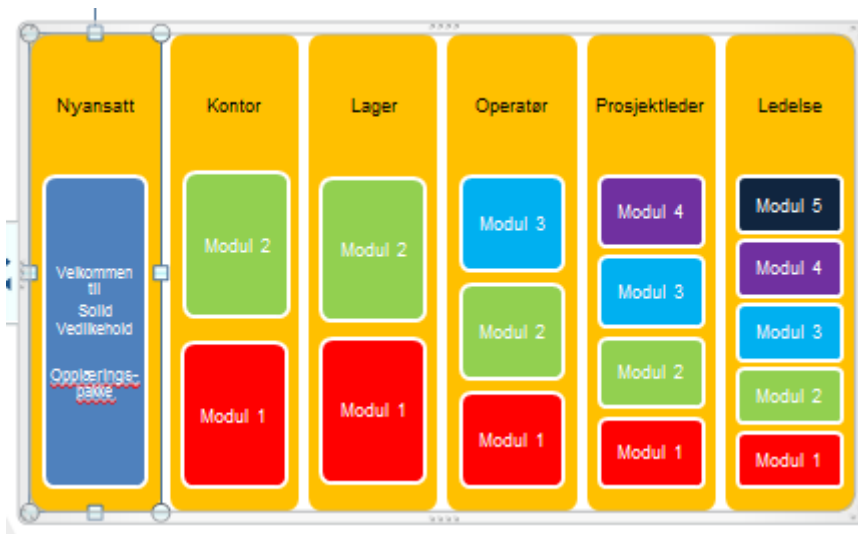 Nyansatt
Velkommen
til
Solid
Vedlikehold
Opplærings-
pakke
Kontor
Modul 2
Modul 1
Lager
Modul 2
Modul 1
Operatør
Modul 3
Modul 2
Modul 1
Prosjektleder
Modul 4
Modul 3
Modul 2
Modul 1
Ledelse
Modul 5
Modul 4
Modul 3
Modul 2
Modul 1